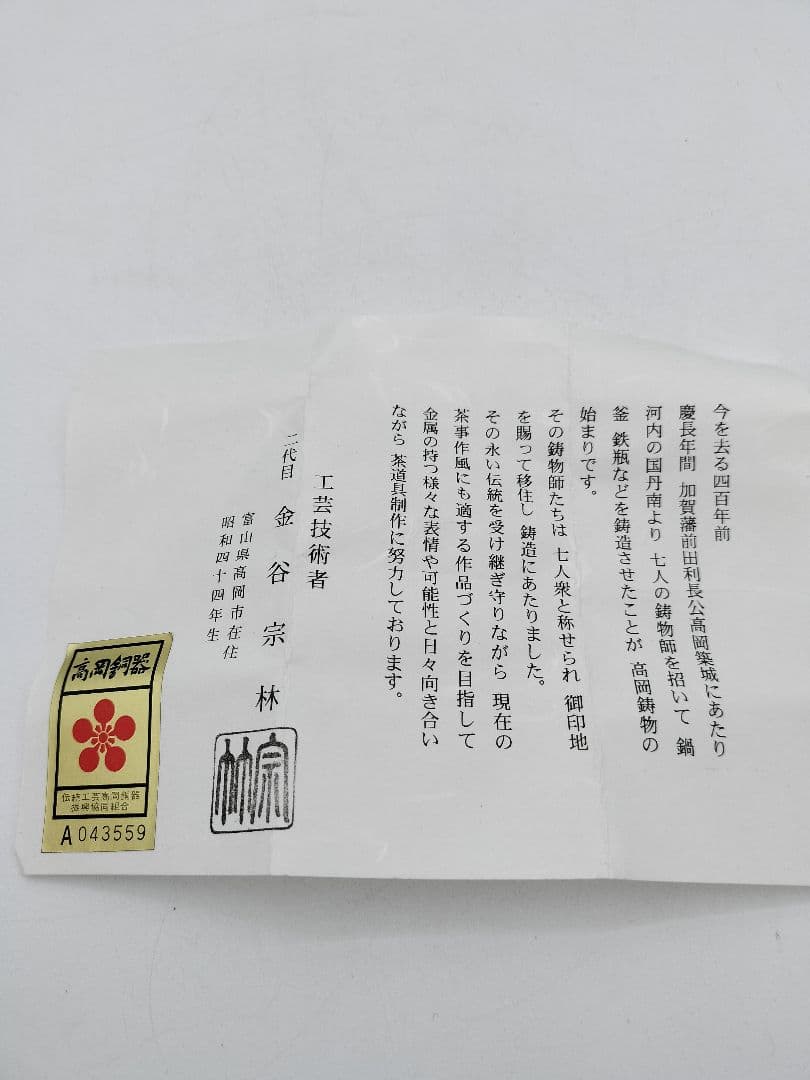 今を去る四百年前
慶長年間 加賀藩前田利長公高岡築城にあたり
河内の国丹南より 七人の鋳物師を招いて 鍋
釜 鉄瓶などを鋳造させたことが 高岡鋳物の
始まりです。
その鋳物師たちは 七人衆と称せられ 御印地
を賜って移住し 鋳造にあたりました。
その永い伝統を受け継ぎ守りながら 現在の
茶事作風にも適する作品づくりを目指して
金属の持つ様々な表情や可能性と日々向き合い
ながら 茶道具制作に努力しております。
工芸技術者
二代目 金谷宗林
富山県高岡市在住
昭和四十四年生
宗林
高岡銅器
伝統工芸高岡銅器
振興協同組合
A043559